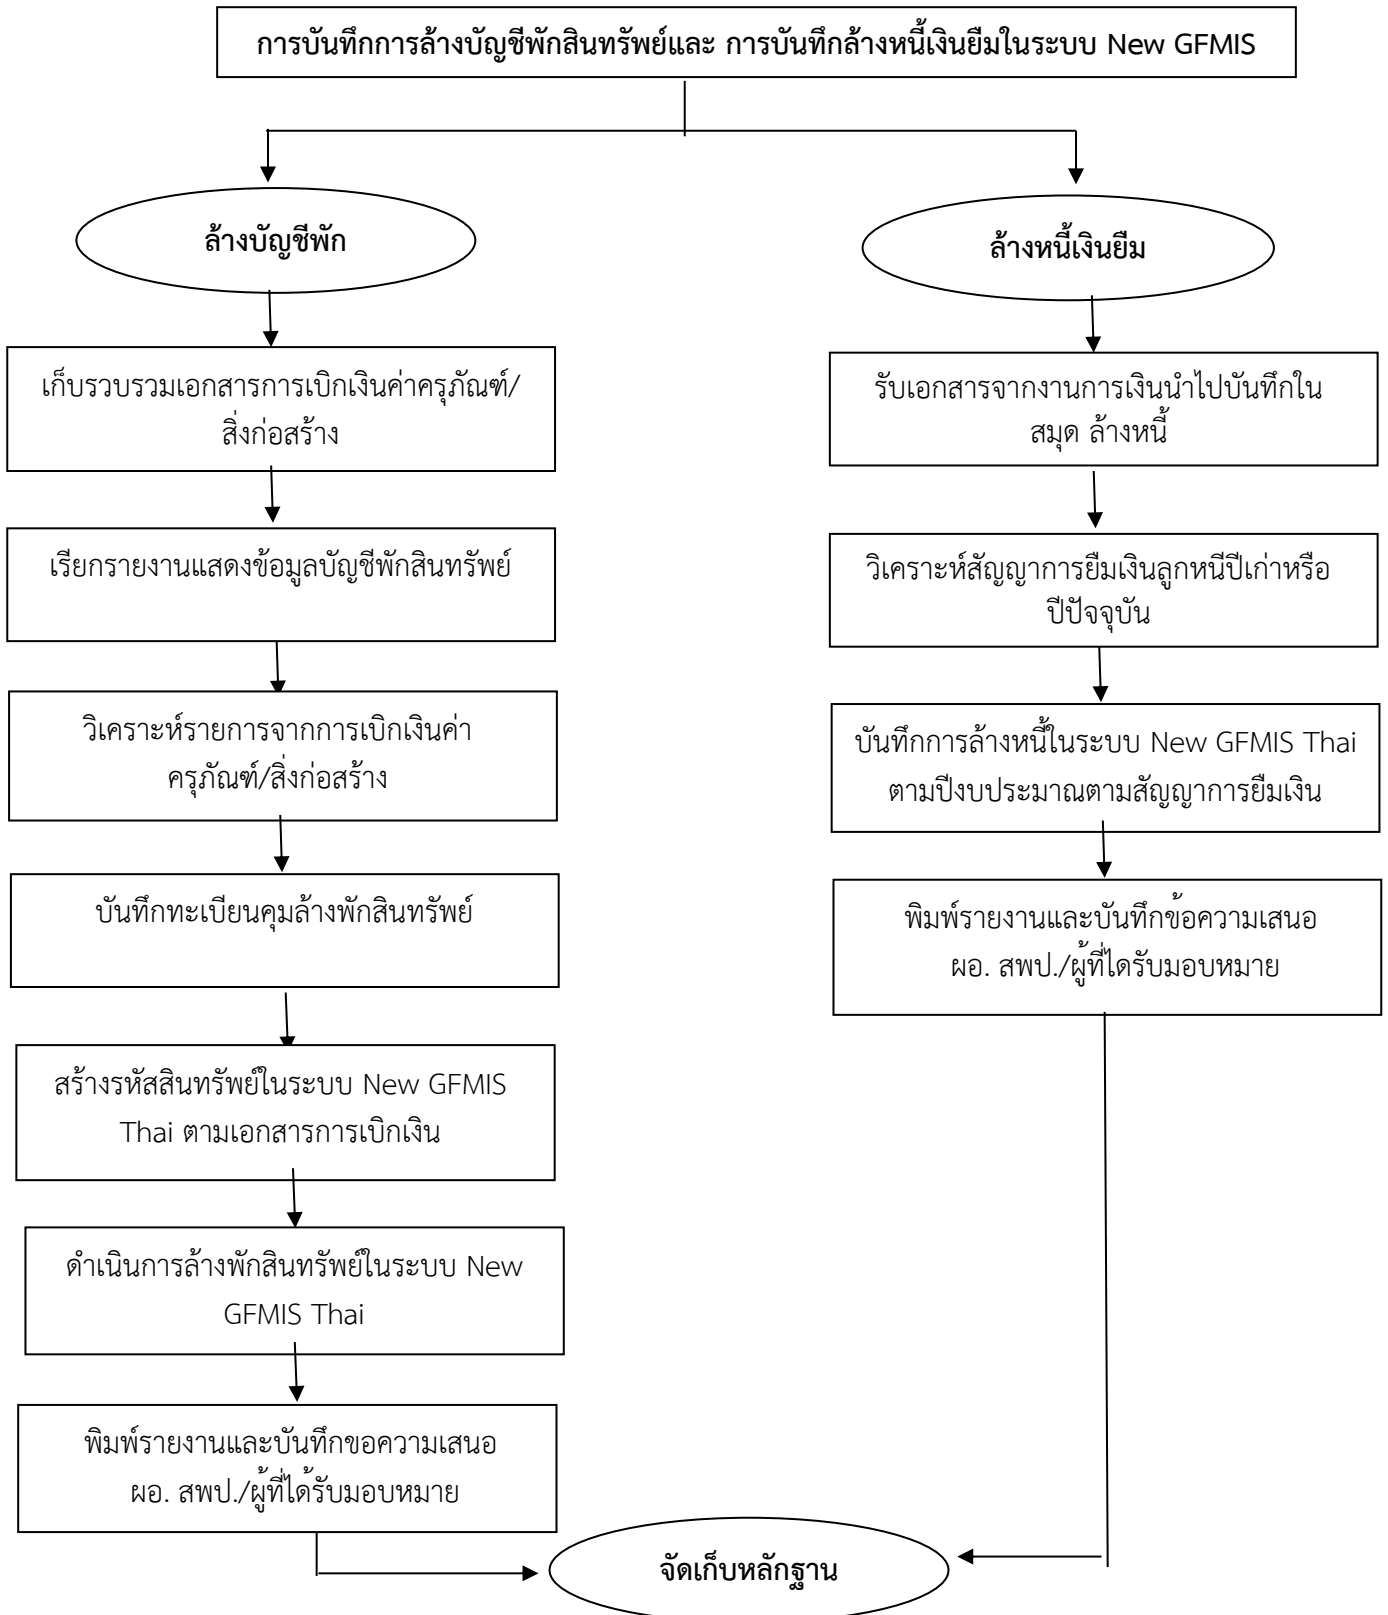 การบันทึกการล้างบัญชีพักสินทรัพย์และ การบันทึกล้างหนี้เงินยืมในระบบ New GFMIS
ล้างบัญชีพัก
เก็บรวบรวมเอกสารการเบิกเงินค่าครุภัณฑ์/
สิ่งก่อสร้าง
เรียกรายงานแสดงข้อมูลบัญชีพักสินทรัพย์
วิเคราะห์รายการจากการเบิกเงินค่า
ครุภัณฑ์/สิ่งก่อสร้าง
บันทึกทะเบียนคุมล้างพักสินทรัพย์
สร้างรหัสสินทรัพย์ในระบบ New GFMIS
Thai ตามเอกสารการเบิกเงิน
ดำเนินการล้างพักสินทรัพย์ในระบบ New
GFMIS Thai
พิมพ์รายงานและบันทึกขอความเสนอ
ผอ. สพป./ผู้ที่ได้รับมอบหมาย
ล้างหนี้เงินยืม
รับเอกสารจากงานการเงินนำไปบันทึกใน
สมุด ล้างหนี้
วิเคราะห์สัญญาการยืมเงินลูกหนีปีเก่าหรือ
ปีปัจจุบัน
บันทึกการล้างหนี้ในระบบ New GFMIS Thai
ตามปีงบประมาณตามสัญญาการยืมเงิน
พิมพ์รายงานและบันทึกข้อความเสนอ
ผอ. สพป./ผู้ที่ไดรับมอบหมาย
จัดเก็บหลักฐาน